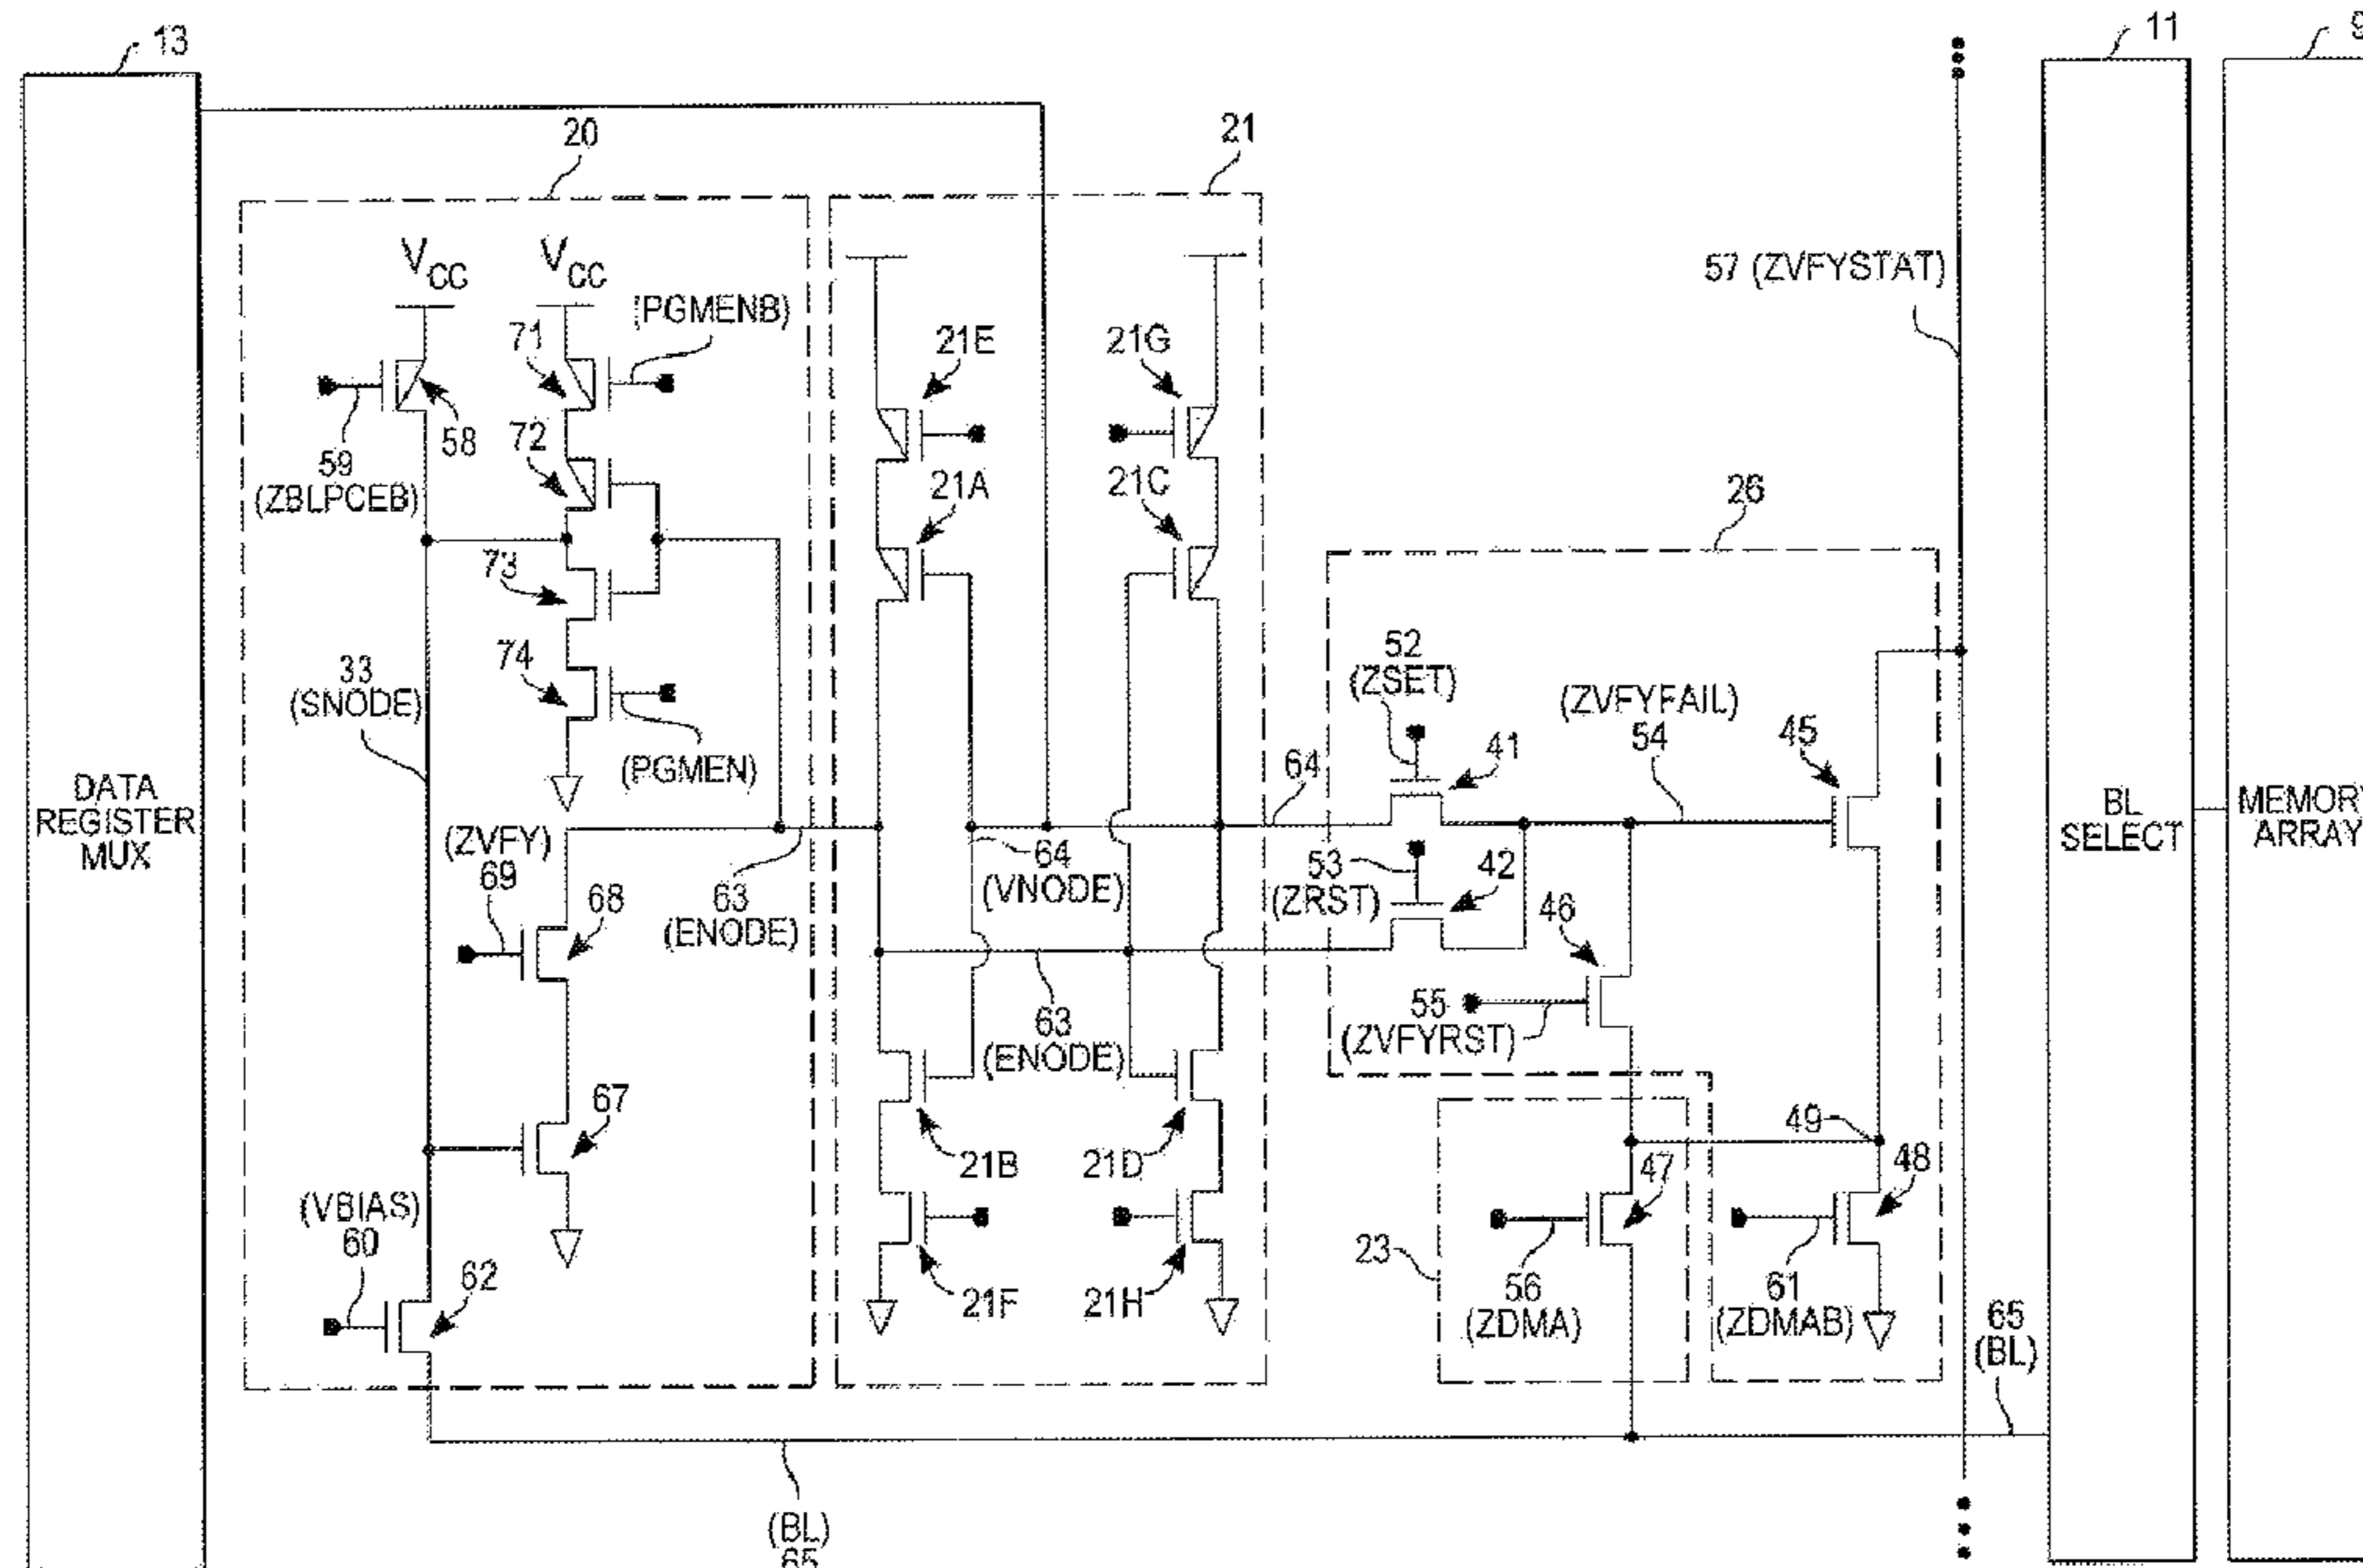 13
11
9
20
21
V_CC
V_CC
57 (ZVFYSTAT)
(PGMENB)
71
21E
21G
58
72
59
(ZBLPCEB)
21A
21C
26
73
52
(ZSET)
74
33
(SNODE)
(ZVFYFAIL)
54
45
41
(PGMEN)
64
DATA
REGISTER
MUX
BL
SELECT
MEMORY
ARRAY
(ZVFY)
69
64
(VNODE)
53
(ZRST)
42
63
(ENODE)
68
46
63
(ENODE)
55
(ZVFYRST)
67
49
21B
21D
47
48
(VBIAS)
60
62
23
56
(ZDMA)
61
(ZDMAB)
21F
21H
65
(BL)
(BL)
65